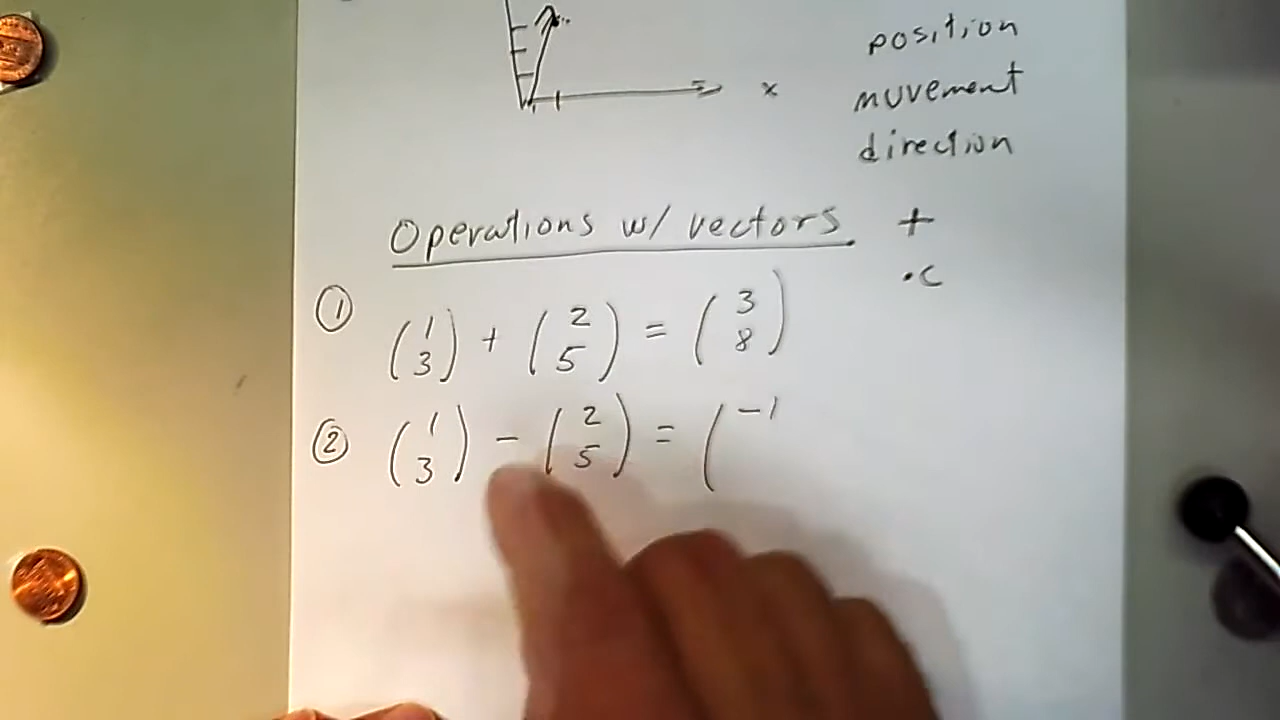 x
position
muvement
direction
Operations w/ vectors. +
·c
① (1 3) + (2 5) = (3 8)
② (1 3) - (2 5) = ( -1